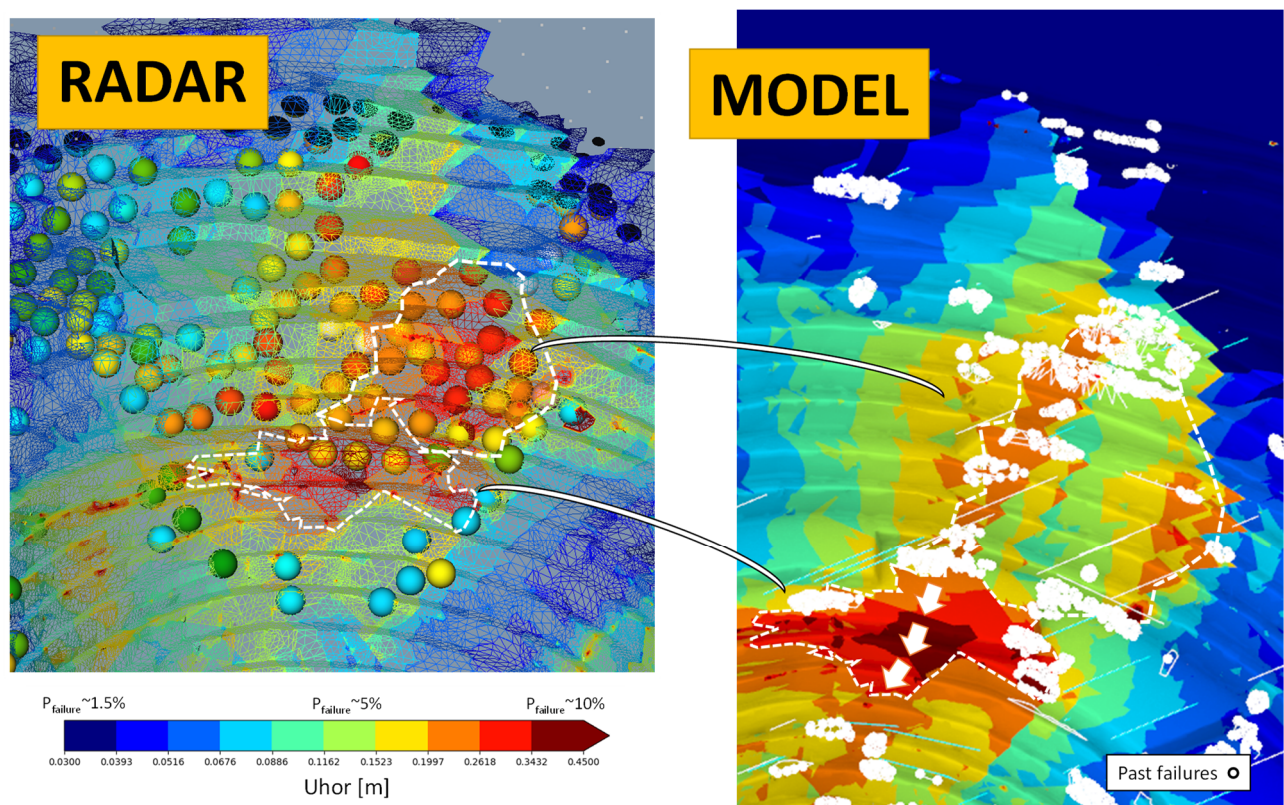 RADAR
MODEL
Pfailure~1.5%
Pfailure~5%
Pfailure~10%
0.0300 0.0393 0.0516 0.0676 0.0886 0.1162 0.1523 0.1997 0.2618 0.3432 0.4500
Uhor [m]
Past failures